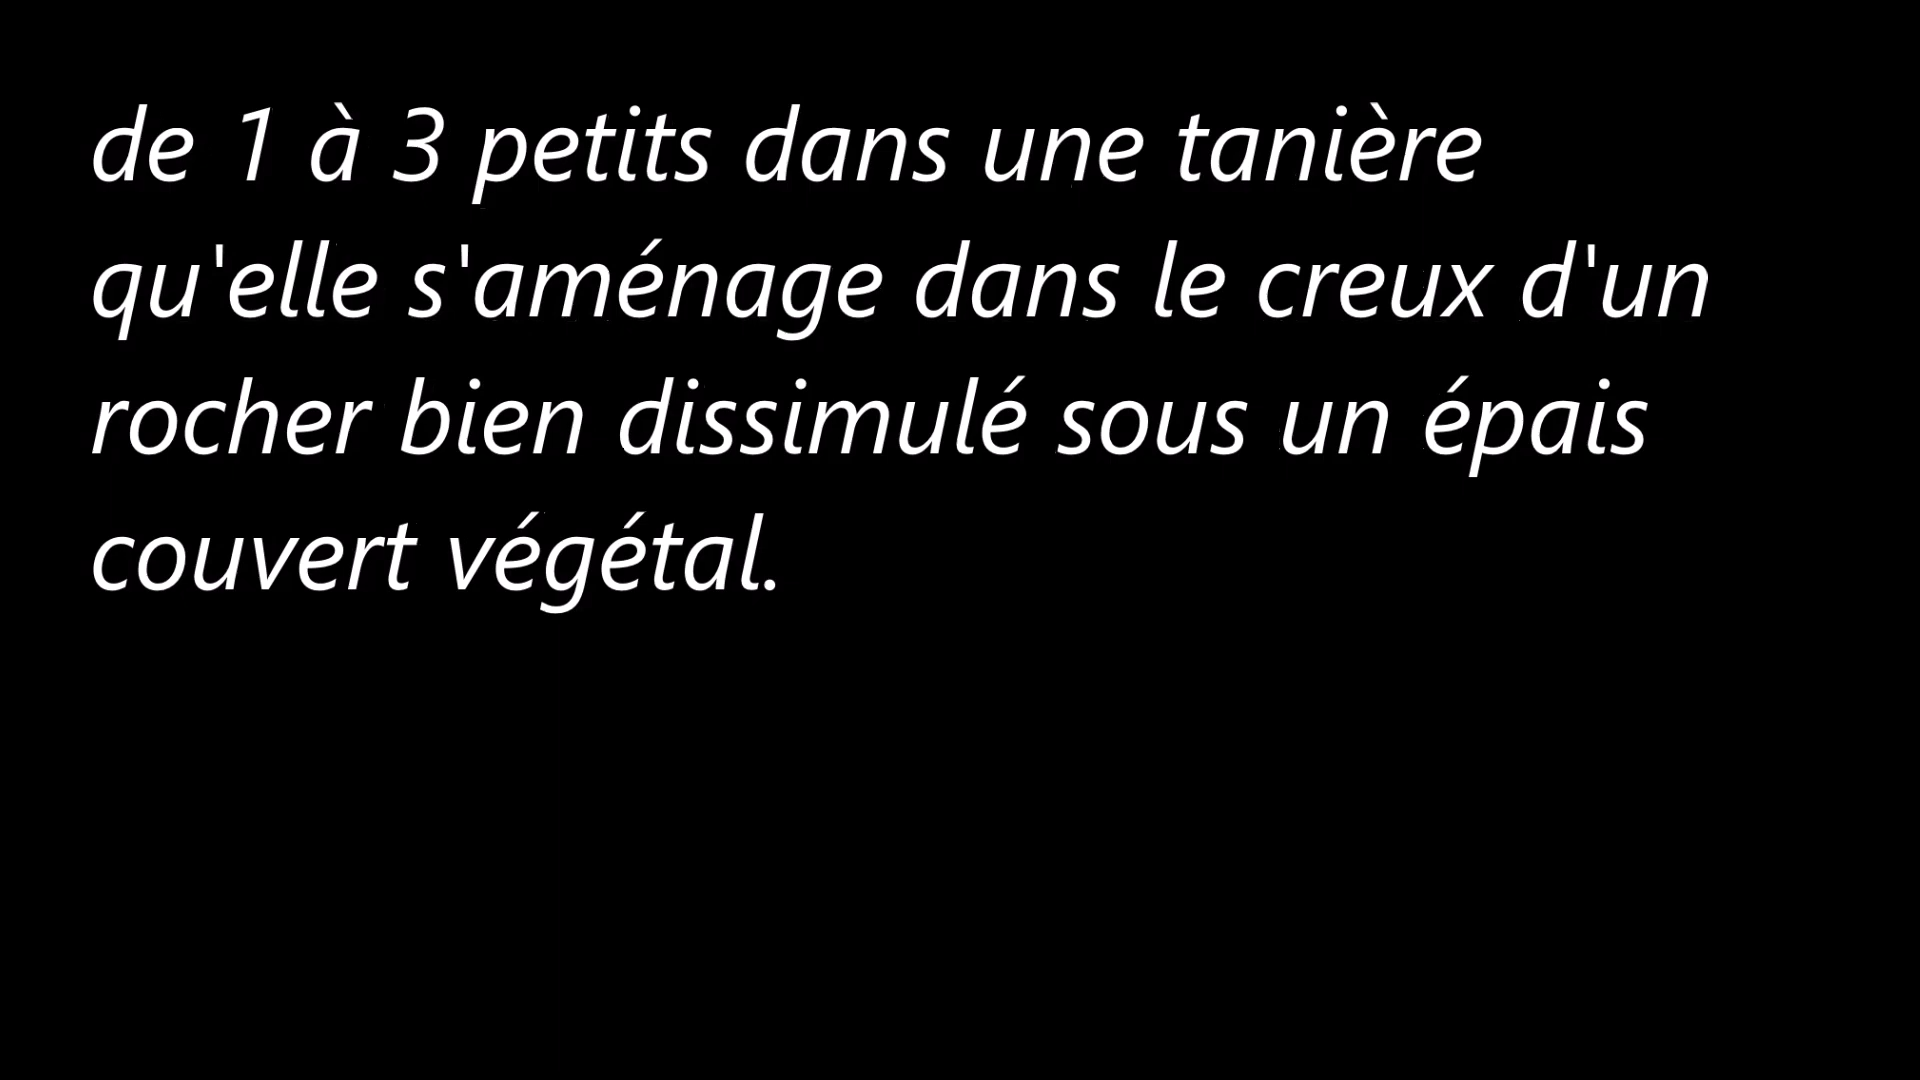 de 1 à 3 petits dans une tanière
qu'elle s'aménage dans le creux d'un
rocher bien dissimulé sous un épais
couvert végétal.